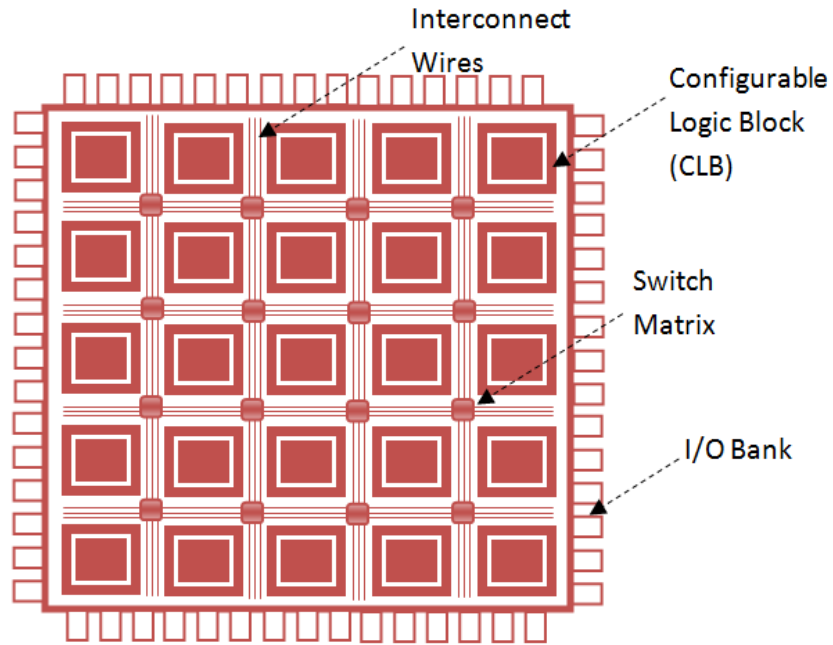 Interconnect
Wires
Configurable
Logic Block
(CLB)
Switch
Matrix
I/O Bank